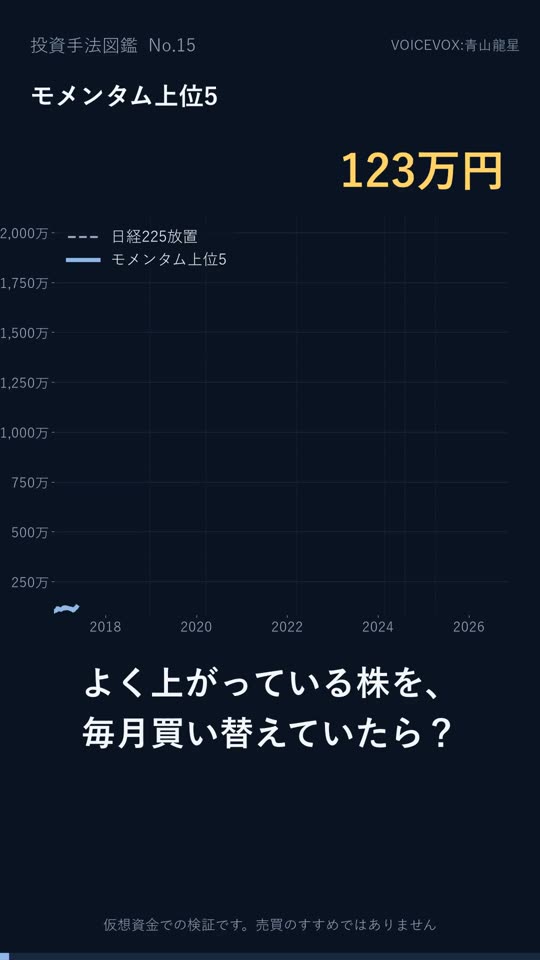 投資手法図鑑 No.15
VOICEVOX:青山龍星
モメンタム上位5
123万円
2,000万
日経225放置
モメンタム上位5
1,750万
1,500万
1,250万
1,000万
750万
500万
250万
2018 2020 2022 2024 2026
よく上がっている株を、
毎月買い替えていたら？
仮想資金での検証です。売買のすすめではありません